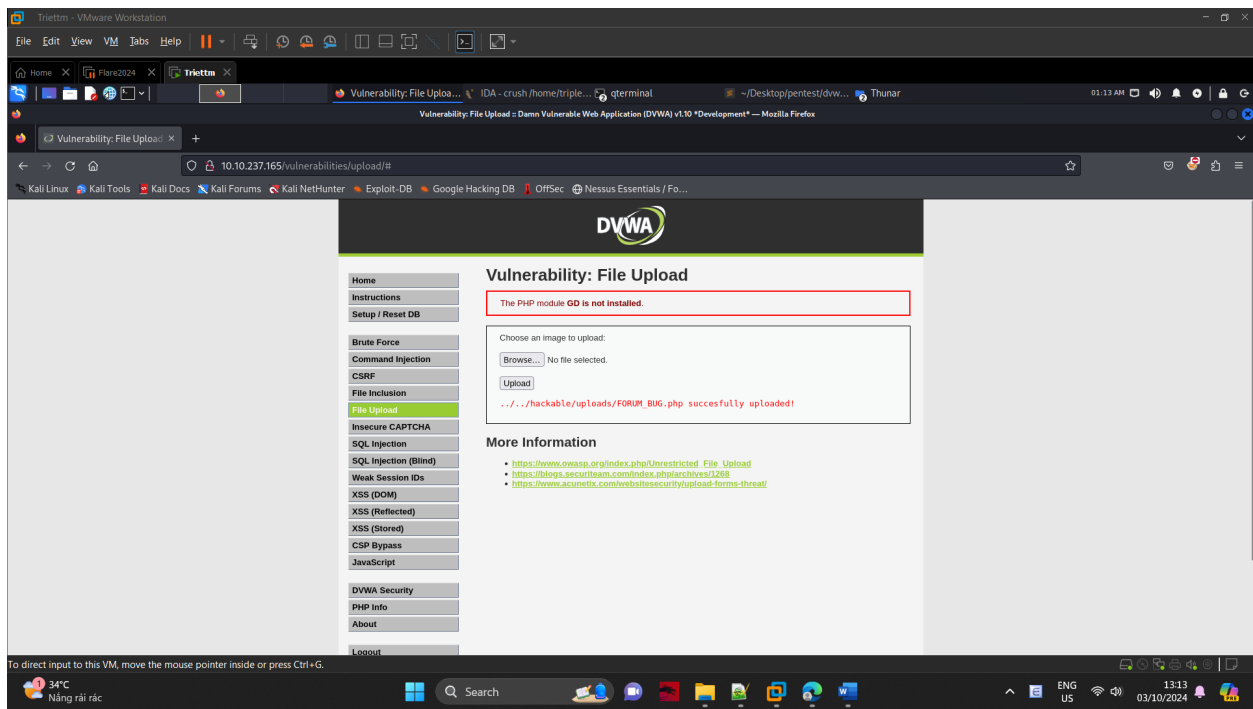 Triettm - VMware Workstation
File Edit View VM Tabs Help
Home Flare2024 Triettm
Vulnerability: File Uploa... IDA - crush /home/triple... qterminal ~/Desktop/pentest/dvw... Thunar 01:13 AM
Vulnerability: File Upload :: Damn Vulnerable Web Application (DVWA) v1.10 *Development* — Mozilla Firefox
Vulnerability: File Upload
10.10.237.165/vulnerabilities/upload/#
Kali Linux Kali Tools Kali Docs Kali Forums Kali NetHunter Exploit-DB Google Hacking DB OffSec Nessus Essentials / Fo...
DVWA
Home
Instructions
Setup / Reset DB
Brute Force
Command Injection
CSRF
File Inclusion
File Upload
Insecure CAPTCHA
SQL Injection
SQL Injection (Blind)
Weak Session IDs
XSS (DOM)
XSS (Reflected)
XSS (Stored)
CSP Bypass
JavaScript
DVWA Security
PHP Info
About
Logout
Vulnerability: File Upload
The PHP module GD is not installed.
Choose an image to upload:
Browse... No file selected.
Upload
../../hackable/uploads/FORUM_BUG.php succesfully uploaded!
More Information
https://www.owasp.org/index.php/Unrestricted_File_Upload
https://blogs.securiteam.com/index.php/archives/1268
https://www.acunetix.com/websitesecurity/upload-forms-threat/
To direct input to this VM, move the mouse pointer inside or press Ctrl+G.
1 34°C
Nắng rải rác
Search
ENG
US
13:13
03/10/2024